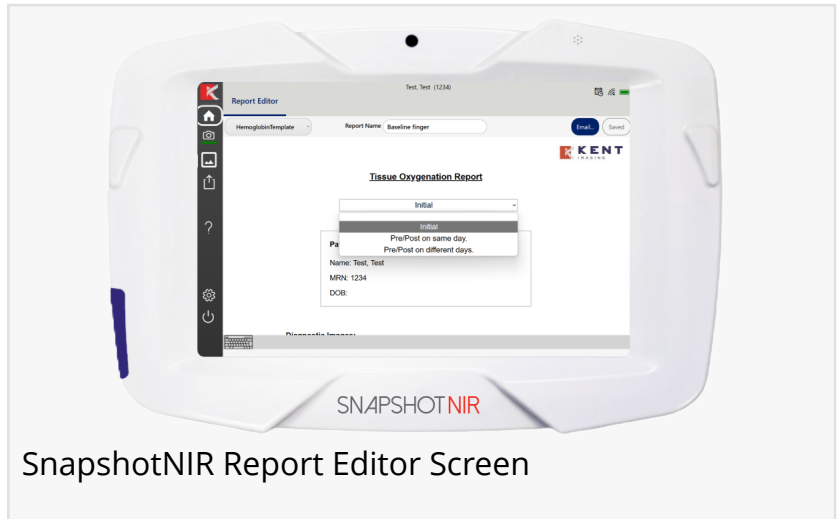 Test, Test (1234)
Report Editor
HemoglobinTemplate
Report Name
Baseline finger
Email...
Saved
KENT
IMAGING
Tissue Oxygenation Report
Initial
Initial
Pre/Post on same day.
Pre/Post on different days.
Pa
Name: Test, Test
MRN: 1234
DOB:
Diagnostic Images:
SNAPSHOT NIR
SnapshotNIR Report Editor Screen